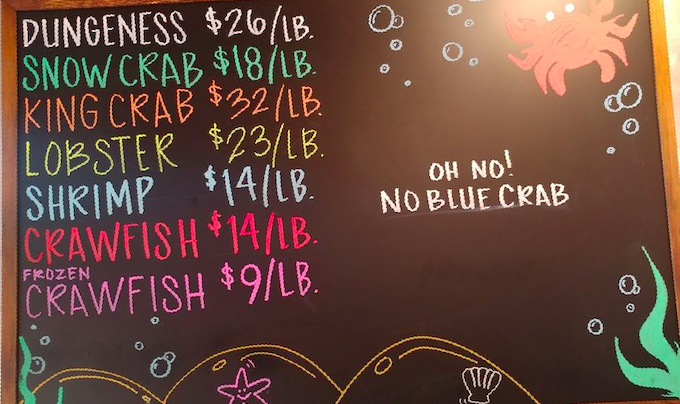 DUNGENESS $26/LB.
SNOW CRAB $18/LB.
KING CRAB $32/LB.
LOBSTER $23/LB.
SHRIMP $14/LB.
CRAWFISH $14/LB.
FROZEN
CRAWFISH $9/LB.
OH NO!
NO BLUE CRAB